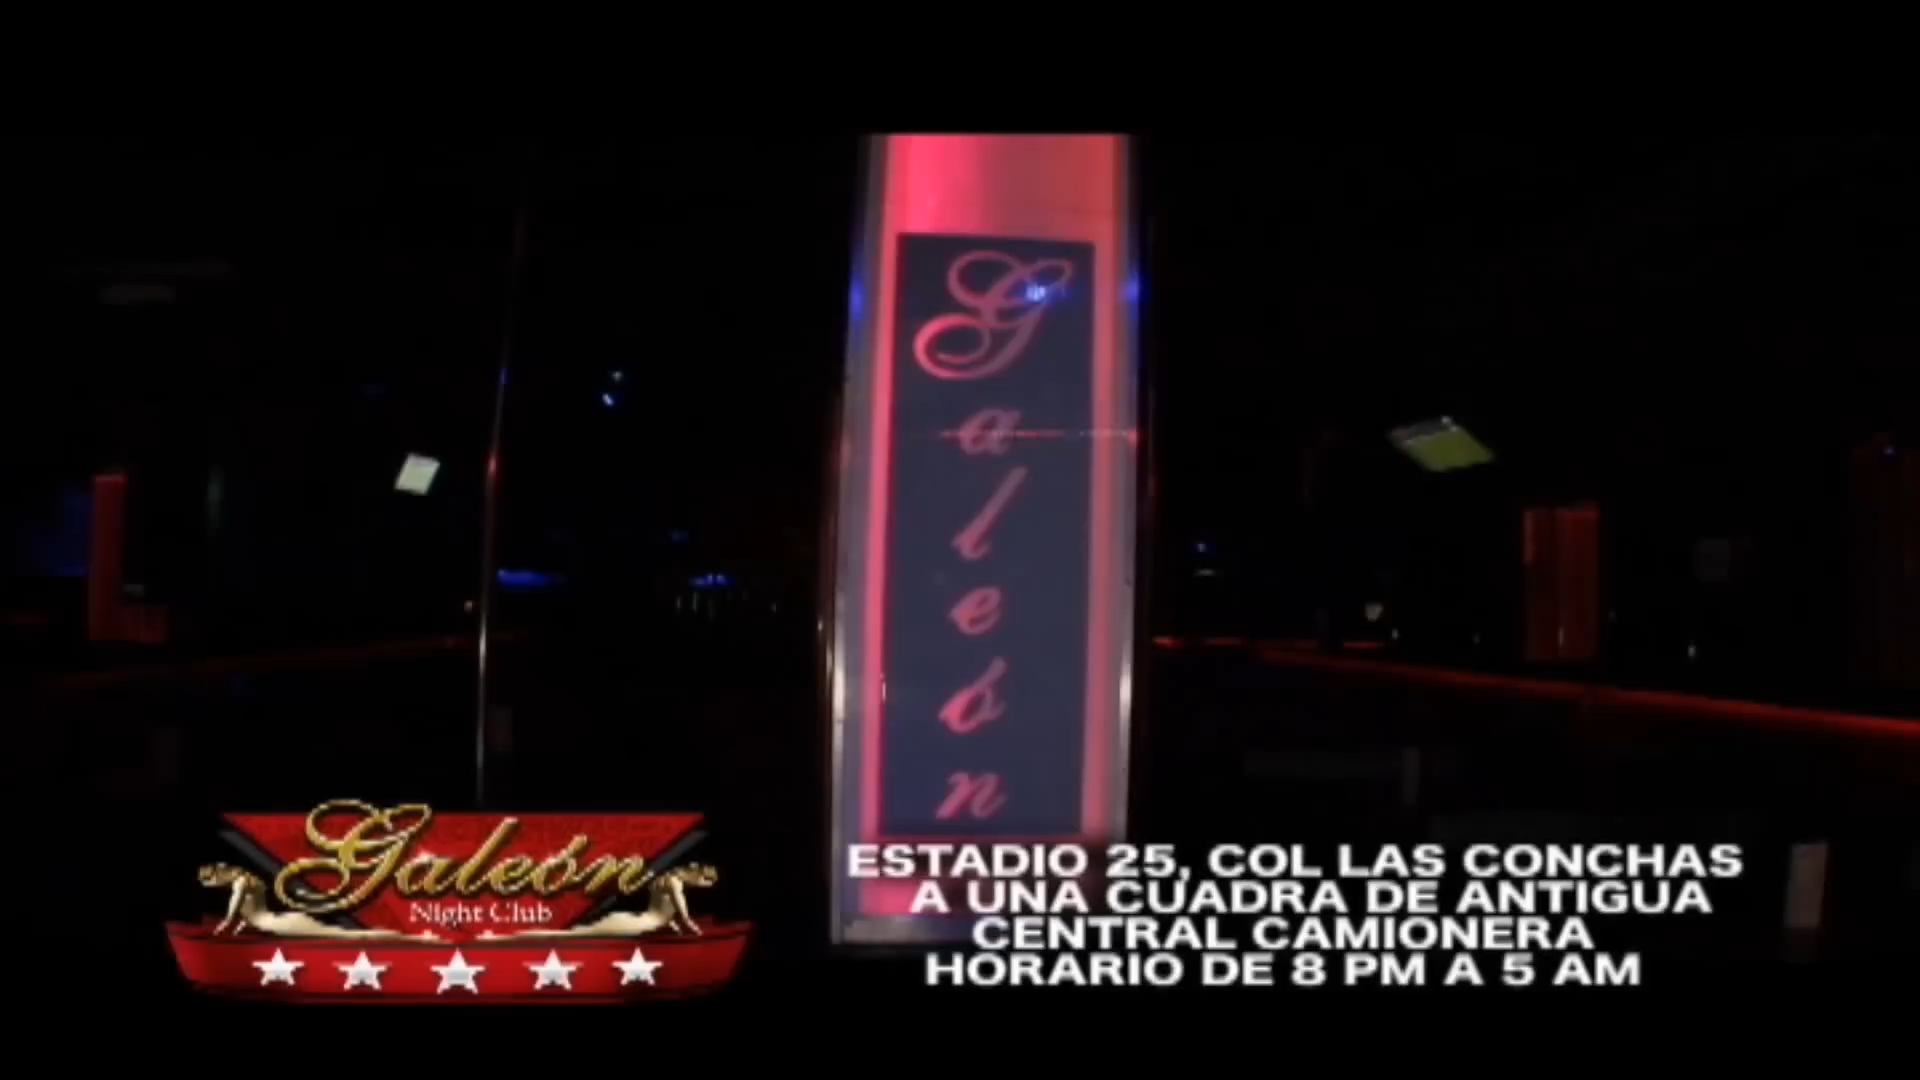 Galeón
Galeón
Night Club
ESTADIO 25, COL LAS CONCHAS
A UNA CUADRA DE ANTIGUA
CENTRAL CAMIONERA
HORARIO DE 8 PM A 5 AM